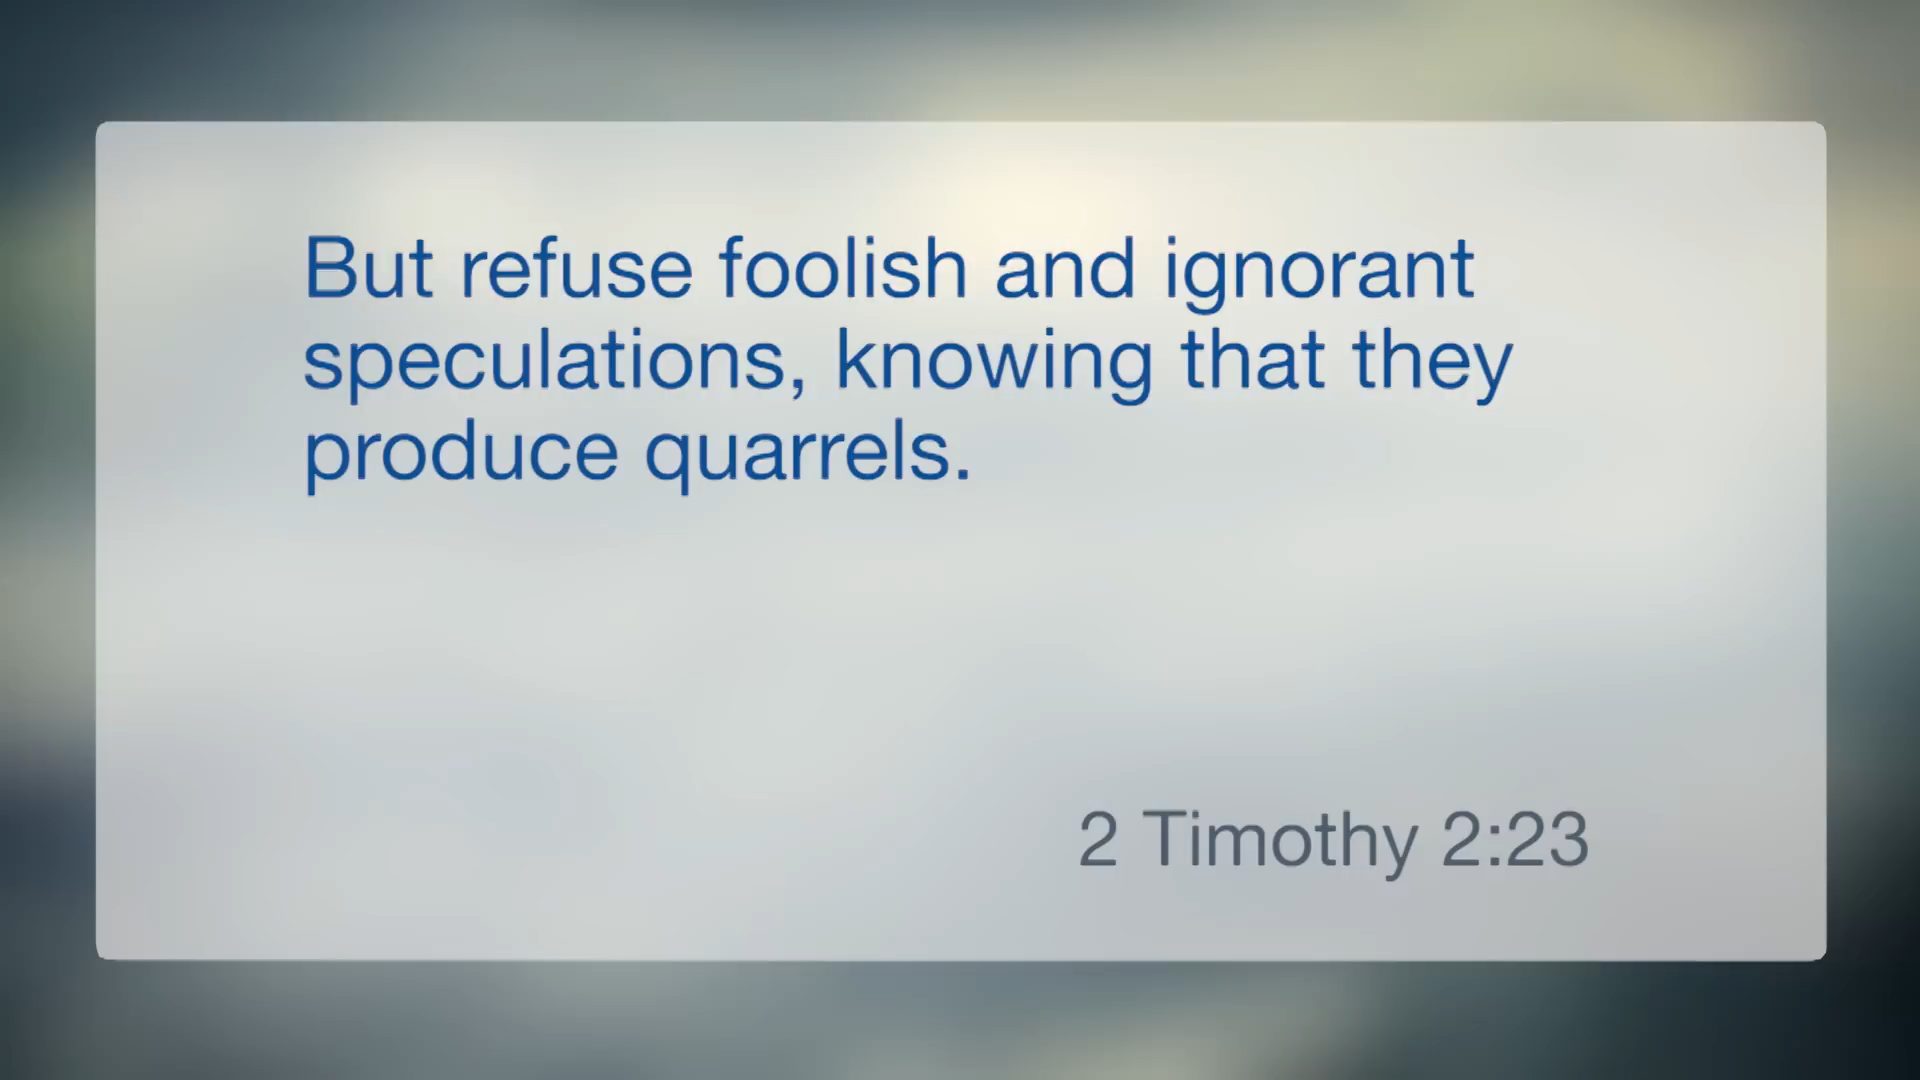 But refuse foolish and ignorant
speculations, knowing that they
produce quarrels.
2 Timothy 2:23